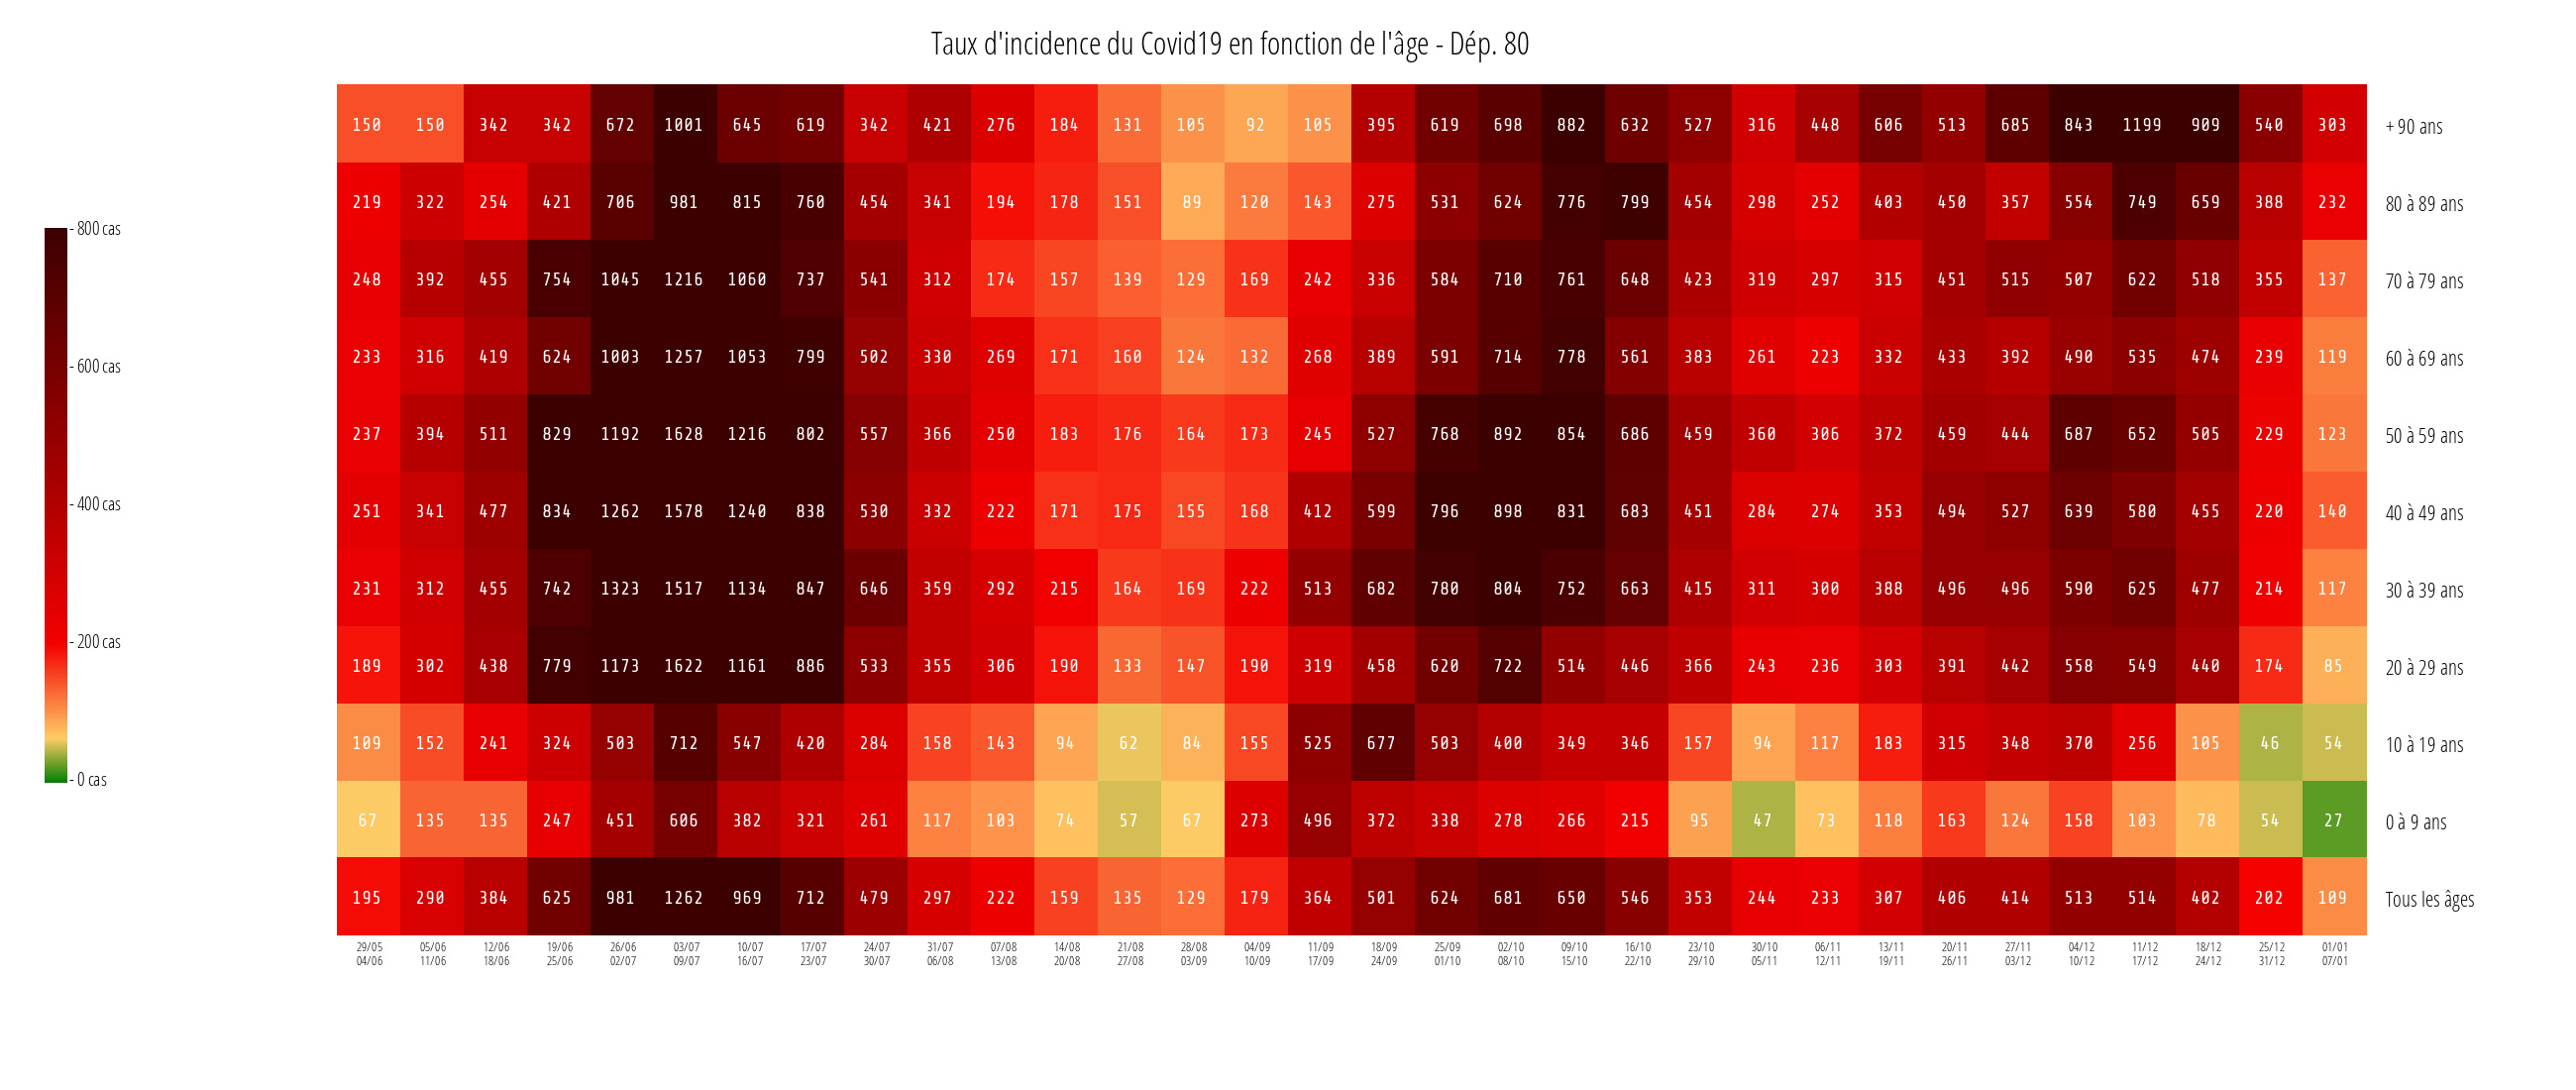 Taux d'incidence du Covid19 en fonction de l'âge - Dép. 80
- 800 cas
- 600 cas
- 400 cas
- 200 cas
- 0 cas
150 150 342 342 672 1001 645 619 342 421 276 184 131 105 92 105 395 619 698 882 632 527 316 448 606 513 685 843 1199 909 540 303 + 90 ans
219 322 254 421 706 981 815 760 454 341 194 178 151 89 120 143 275 531 624 776 799 454 298 252 403 450 357 554 749 659 388 232 80 à 89 ans
248 392 455 754 1045 1216 1060 737 541 312 174 157 139 129 169 242 336 584 710 761 648 423 319 297 315 451 515 507 622 518 355 137 70 à 79 ans
233 316 419 624 1003 1257 1053 799 502 330 269 171 160 124 132 268 389 591 714 778 561 383 261 223 332 433 392 490 535 474 239 119 60 à 69 ans
237 394 511 829 1192 1628 1216 802 557 366 250 183 176 164 173 245 527 768 892 854 686 459 360 306 372 459 444 687 652 505 229 123 50 à 59 ans
251 341 477 834 1262 1578 1240 838 530 332 222 171 175 155 168 412 599 796 898 831 683 451 284 274 353 494 527 639 580 455 220 140 40 à 49 ans
231 312 455 742 1323 1517 1134 847 646 359 292 215 164 169 222 513 682 780 804 752 663 415 311 300 388 496 496 590 625 477 214 117 30 à 39 ans
189 302 438 779 1173 1622 1161 886 533 355 306 190 133 147 190 319 458 620 722 514 446 366 243 236 303 391 442 558 549 440 174 85 20 à 29 ans
109 152 241 324 503 712 547 420 284 158 143 94 62 84 155 525 677 503 400 349 346 157 94 117 183 315 348 370 256 105 46 54 10 à 19 ans
67 135 135 247 451 606 382 321 261 117 103 74 57 67 273 496 372 338 278 266 215 95 47 73 118 163 124 158 103 78 54 27 0 à 9 ans
195 290 384 625 981 1262 969 712 479 297 222 159 135 129 179 364 501 624 681 650 546 353 244 233 307 406 414 513 514 402 202 109 Tous les âges
29/05 05/06 12/06 19/06 26/06 03/07 10/07 17/07 24/07 31/07 07/08 14/08 21/08 28/08 04/09 11/09 18/09 25/09 02/10 09/10 16/10 23/10 30/10 06/11 13/11 20/11 27/11 04/12 11/12 18/12 25/12 01/01
04/06 11/06 18/06 25/06 02/07 09/07 16/07 23/07 30/07 06/08 13/08 20/08 27/08 03/09 10/09 17/09 24/09 01/10 08/10 15/10 22/10 29/10 05/11 12/11 19/11 26/11 03/12 10/12 17/12 24/12 31/12 07/01